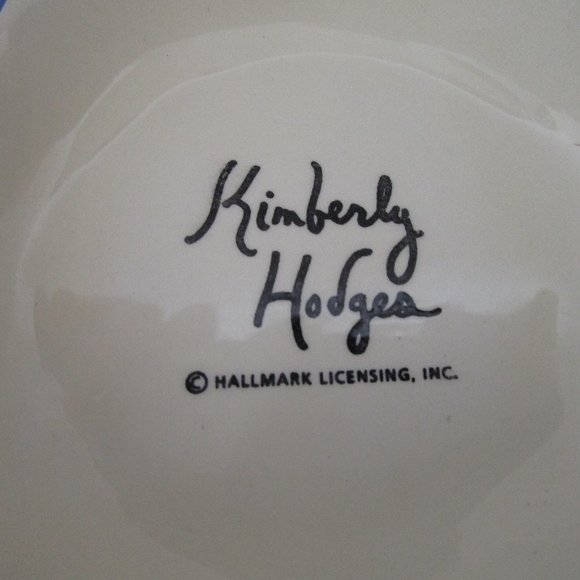 Kimberly
Hodges
© HALLMARK LICENSING, INC.